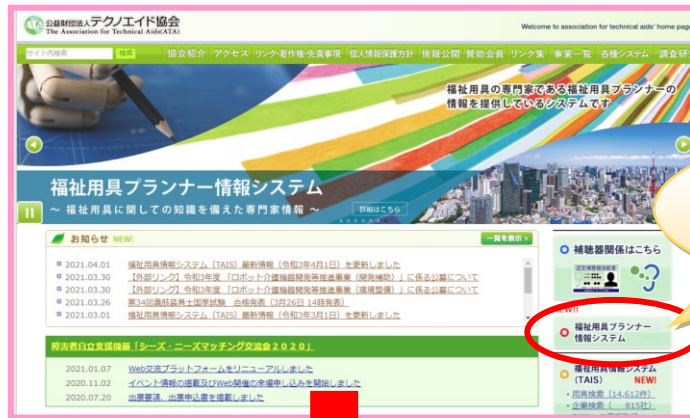 公益財団法人テクノエイド協会
The Association for Technical Aids(ATA)
Welcome to association for technical aids' home page
サイト内検索 検索 協会紹介 アクセス リンク・著作権・免責事項 個人情報保護方針 情報公開 賛助会員 リンク集 事業一覧 各種システム 調査研
福祉用具の専門家である福祉用具プランナーの
情報を提供しているシステムです
福祉用具プランナー情報システム
～ 福祉用具に関しての知識を備えた専門家情報 ～ 詳細はこちら
お知らせ NEW! 一覧を表示
2021.04.01 福祉用具情報システム（TAIS）最新情報（令和3年4月1日）を更新しました
2021.03.30 【外部リンク】令和3年度 「ロボット介護機器開発等推進事業（開発補助）」に係る公募について
2021.03.30 【外部リンク】令和3年度 「ロボット介護機器開発等推進事業（環境整備）」に係る公募について
2021.03.26 第34回義肢装具士国家試験 合格発表（3月26日 14時発表）
2021.03.01 福祉用具情報システム（TAIS）最新情報（令和3年3月1日）を更新しました
障害者自立支援機器「シーズ・ニーズマッチング交流会２０２０」
2021.01.07 Web交流プラットフォームをリニューアルしました
2020.11.02 イベント情報の掲載及びWeb開催の来場申し込みを開始しました
2020.07.20 出展要項、出展申込書を掲載しました
補聴器関係はこちら
NEW!!
福祉用具プランナー
情報システム
福祉用具情報システム
（TAIS） NEW!
・用具検索（14,612件）
・企業検索（ 815社）